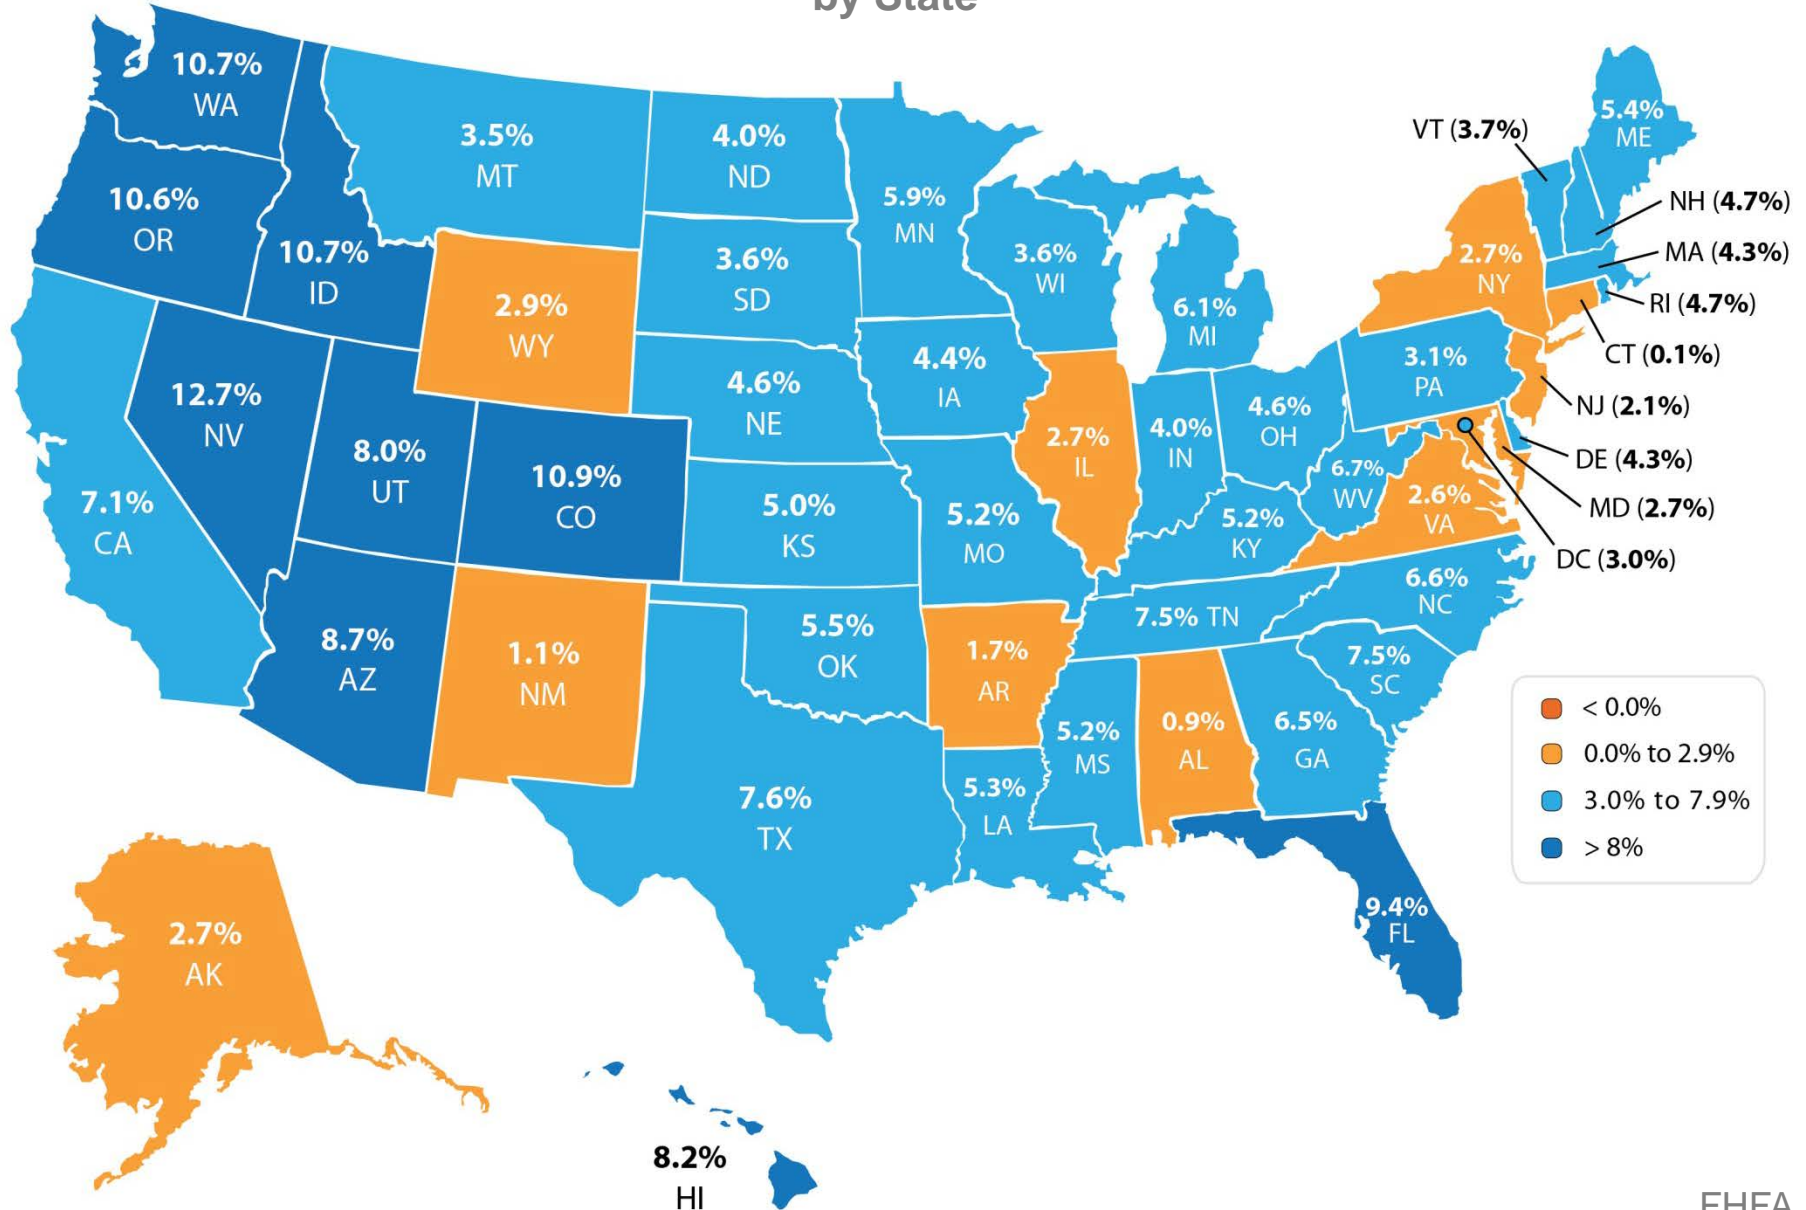 by State
10.7%
WA
10.6%
OR
10.7%
ID
3.5%
MT
4.0%
ND
5.9%
MN
3.6%
SD
3.6%
WI
6.1%
MI
2.9%
WY
4.6%
NE
4.4%
IA
2.7%
IL
4.0%
IN
4.6%
OH
3.1%
PA
2.7%
NY
VT (3.7%)
5.4%
ME
NH (4.7%)
MA (4.3%)
RI (4.7%)
CT (0.1%)
NJ (2.1%)
DE (4.3%)
MD (2.7%)
DC (3.0%)
7.1%
CA
12.7%
NV
8.0%
UT
10.9%
CO
5.0%
KS
5.2%
MO
5.2%
KY
6.7%
WV
2.6%
VA
6.6%
NC
7.5% TN
7.5%
SC
8.7%
AZ
1.1%
NM
5.5%
OK
1.7%
AR
5.2%
MS
0.9%
AL
6.5%
GA
7.6%
TX
5.3%
LA
9.4%
FL
2.7%
AK
8.2%
HI
< 0.0%
0.0% to 2.9%
3.0% to 7.9%
> 8%
FHFA